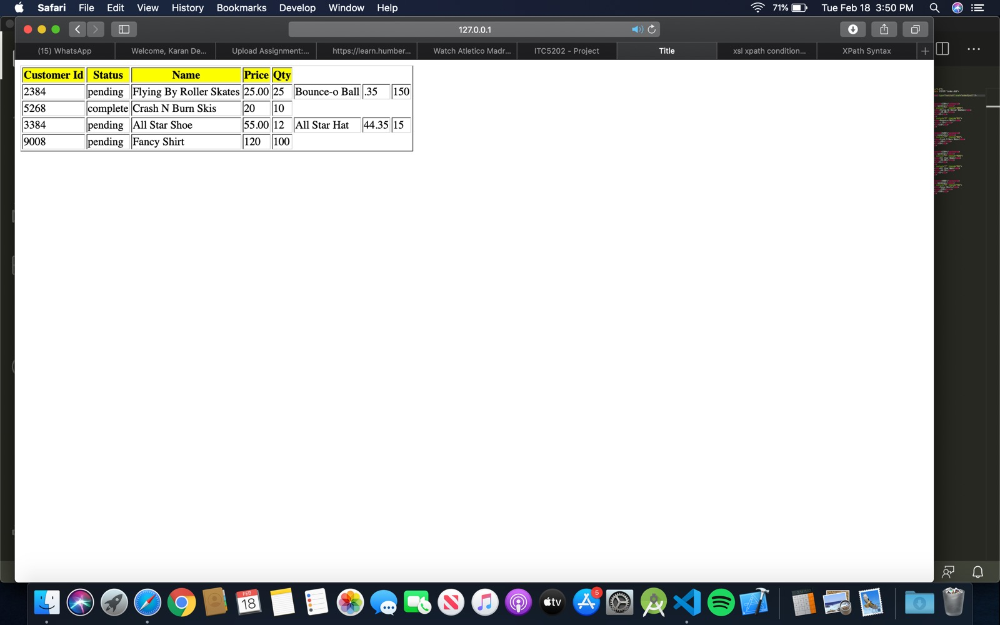 Safari File Edit View History Bookmarks Develop Window Help 71% Tue Feb 18 3:50 PM
127.0.0.1
(15) WhatsApp Welcome, Karan De... Upload Assignment:... https://learn.humber... Watch Atletico Madr... ITC5202 - Project Title xsl xpath condition... XPath Syntax
Customer Id Status Name Price Qty
2384 pending Flying By Roller Skates 25.00 25 Bounce-o Ball .35 150
5268 complete Crash N Burn Skis 20 10
3384 pending All Star Shoe 55.00 12 All Star Hat 44.35 15
9008 pending Fancy Shirt 120 100
FEB
18
tv
5